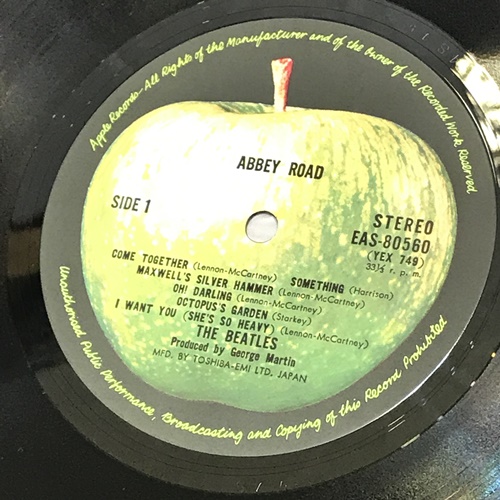 Apple Records-All Rights of the Manufacturer and of the Owner of the Recorded Work Reserved
ABBEY ROAD
SIDE 1
STEREO
EAS-80560
(YEX 749)
33⅓ r. p. m.
COME TOGETHER (Lennon-McCartney) SOMETHING (Harrison)
MAXWELL'S SILVER HAMMER (Lennon-McCartney)
OH! DARLING (Lennon-McCartney)
OCTOPUS'S GARDEN (Starkey)
I WANT YOU (SHE'S SO HEAVY) (Lennon-McCartney)
THE BEATLES
Produced by George Martin
MFD. BY TOSHIBA-EMI LTD. JAPAN
Unauthorised Public Performance, Broadcasting and Copying of this Record Prohibited